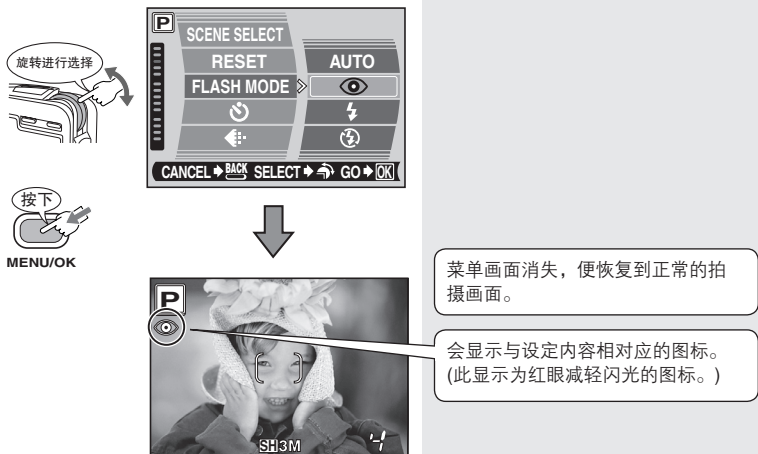 P
SCENE SELECT
RESET
AUTO
FLASH MODE
CANCEL BACK SELECT GO OK
旋转进行选择
按下
MENU/OK
P
SH 3M
4
菜单画面消失，便恢复到正常的拍
摄画面。
会显示与设定内容相对应的图标。
(此显示为红眼减轻闪光的图标。)